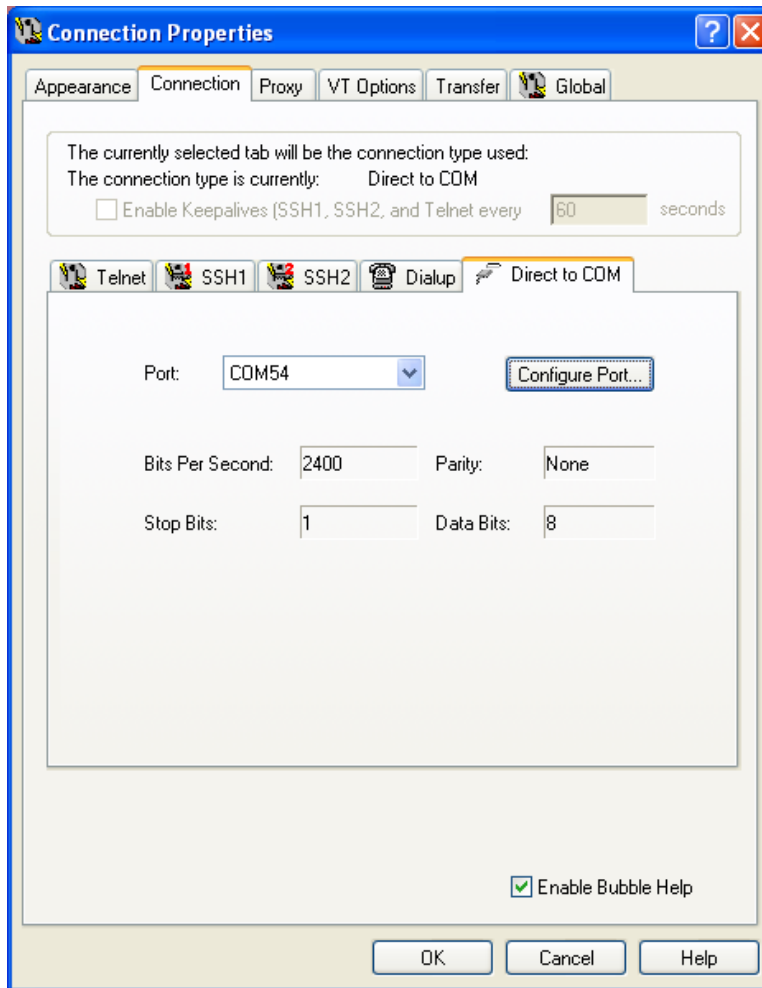 Connection Properties
Appearance Connection Proxy VT Options Transfer Global
The currently selected tab will be the connection type used:
The connection type is currently: Direct to COM
Enable Keepalives (SSH1, SSH2, and Telnet every 60 seconds
Telnet SSH1 SSH2 Dialup Direct to COM
Port: COM54 Configure Port...
Bits Per Second: 2400 Parity: None
Stop Bits: 1 Data Bits: 8
Enable Bubble Help
OK Cancel Help